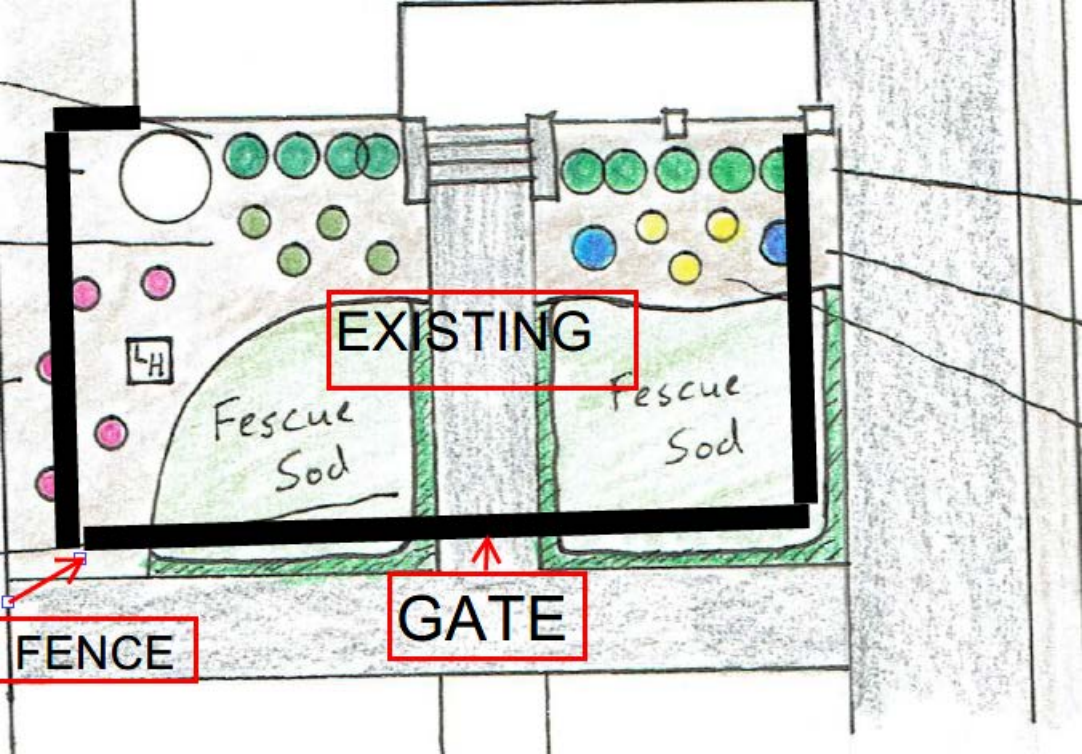 EXISTING
LH
Fescue
Sod
Fescue
Sod
GATE
FENCE